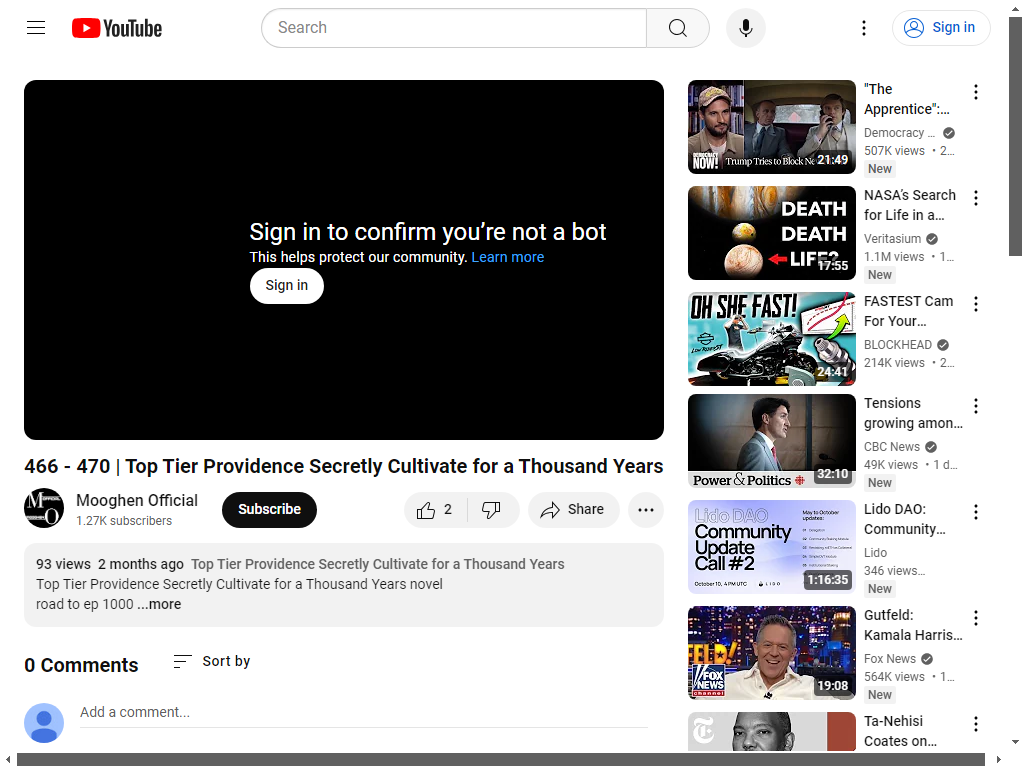 YouTube
Search
Sign in
Sign in to confirm you're not a bot
This helps protect our community. Learn more
Sign in
466 - 470 | Top Tier Providence Secretly Cultivate for a Thousand Years
Mooghen Official
1.27K subscribers
Subscribe
2
Share
93 views 2 months ago Top Tier Providence Secretly Cultivate for a Thousand Years
Top Tier Providence Secretly Cultivate for a Thousand Years novel
road to ep 1000 ...more
0 Comments
Sort by
Add a comment...
DEMOCRACY NOW!
Trump Tries to Block
21:49
"The
Apprentice":...
Democracy ...
507K views • 2...
New
DEATH
DEATH
LIFE?
17:55
NASA's Search
for Life in a...
Veritasium
1.1M views • 1...
New
OH SHE FAST!
24:41
FASTEST Cam
For Your...
BLOCKHEAD
214K views • 2...
Power & Politics
32:10
Tensions
growing amon...
CBC News
49K views • 1 d...
New
Lido DAO
Community
Update
Call #2
May to October
updates:
October 10, 4 PM UTC
LIDO
1:16:35
Lido DAO:
Community...
Lido
346 views...
New
FOX
NEWS
channel
19:08
Gutfeld:
Kamala Harris...
Fox News
564K views • 1...
New
Ta-Nehisi
Coates on...